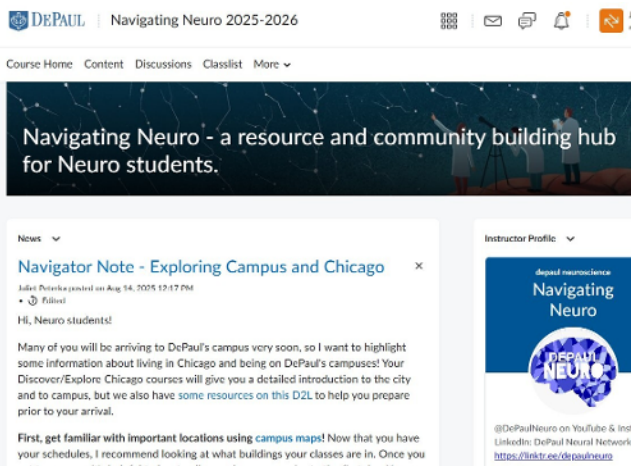 DEPAUL
Navigating Neuro 2025-2026
Course Home Content Discussions Classlist More
Navigating Neuro - a resource and community building hub
for Neuro students.
News
Navigator Note - Exploring Campus and Chicago
posted on Aug 14, 2025 12:17 PM
Edited
Hi, Neuro students!
Many of you will be arriving to DePaul's campus very soon, so I want to highlight
some information about living in Chicago and being on DePaul's campuses! Your
Discover/Explore Chicago courses will give you a detailed introduction to the city
and to campus, but we also have some resources on this D2L to help you prepare
prior to your arrival.
First, get familiar with important locations using campus maps! Now that you have
your schedules, I recommend looking at what buildings your classes are in. Once you
Instructor Profile
depaul neuroscience
Navigating
Neuro
DEPAUL
NEURO
@DePaulNeuro on YouTube & Inst
LinkedIn: DePaul Neural Network
https://linktr.ee/depaulneuro